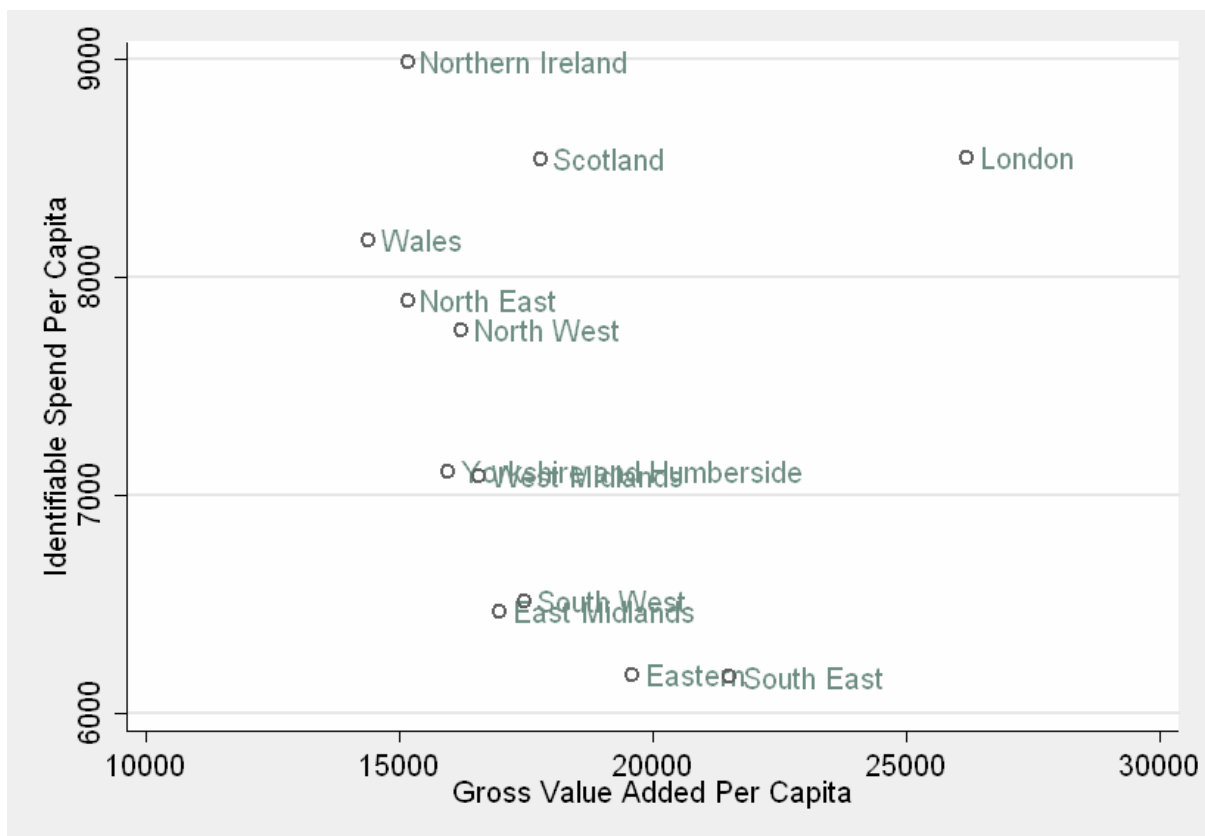 9000
8000
7000
6000
Identifiable Spend Per Capita
Northern Ireland
Scotland
London
Wales
North East
North West
Yorkshire and Humberside
West Midlands
South West
East Midlands
Eastern
South East
10000
15000
20000
25000
30000
Gross Value Added Per Capita